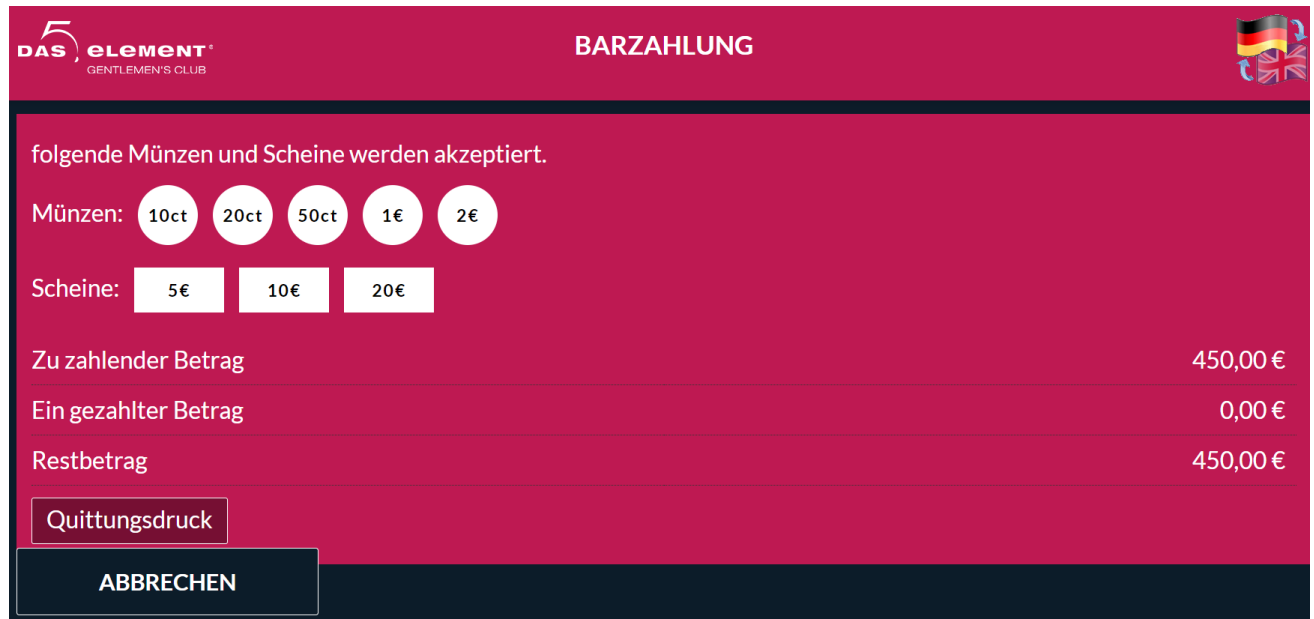 DAS 5 ELEMENT®
GENTLEMEN'S CLUB
BARZAHLUNG
folgende Münzen und Scheine werden akzeptiert.
Münzen: 10ct 20ct 50ct 1€ 2€
Scheine: 5€ 10€ 20€
Zu zahlender Betrag 450,00 €
Ein gezahlter Betrag 0,00 €
Restbetrag 450,00 €
Quittungsdruck
ABBRECHEN